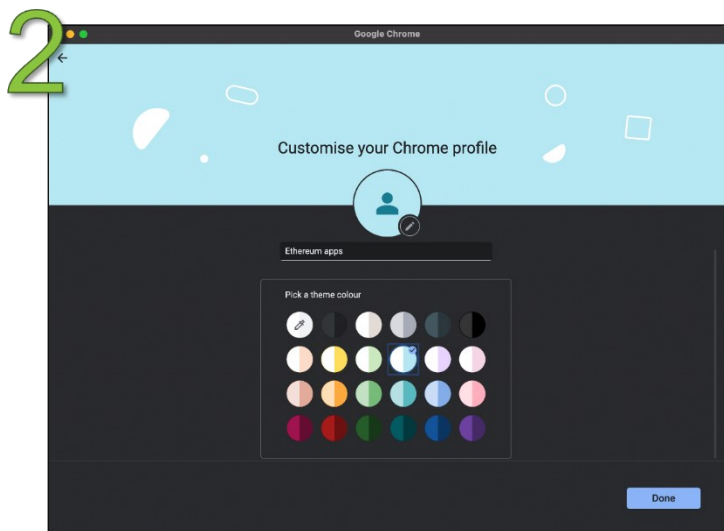 2
Google Chrome
Customise your Chrome profile
Ethereum apps
Pick a theme colour
Done